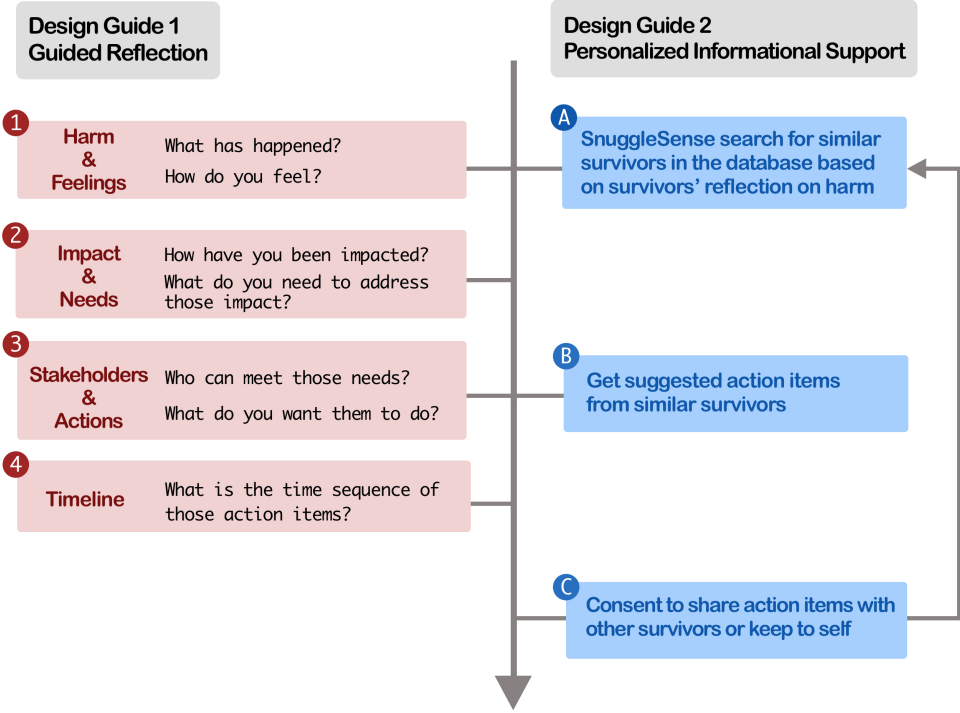 Design Guide 1
Guided Reflection
Design Guide 2
Personalized Informational Support
1
Harm
&
Feelings
What has happened?
How do you feel?
A
SnuggleSense search for similar
survivors in the database based
on survivors’ reflection on harm
2
Impact
&
Needs
How have you been impacted?
What do you need to address
those impact?
3
Stakeholders
&
Actions
Who can meet those needs?
What do you want them to do?
B
Get suggested action items
from similar survivors
4
Timeline
What is the time sequence of
those action items?
C
Consent to share action items with
other survivors or keep to self